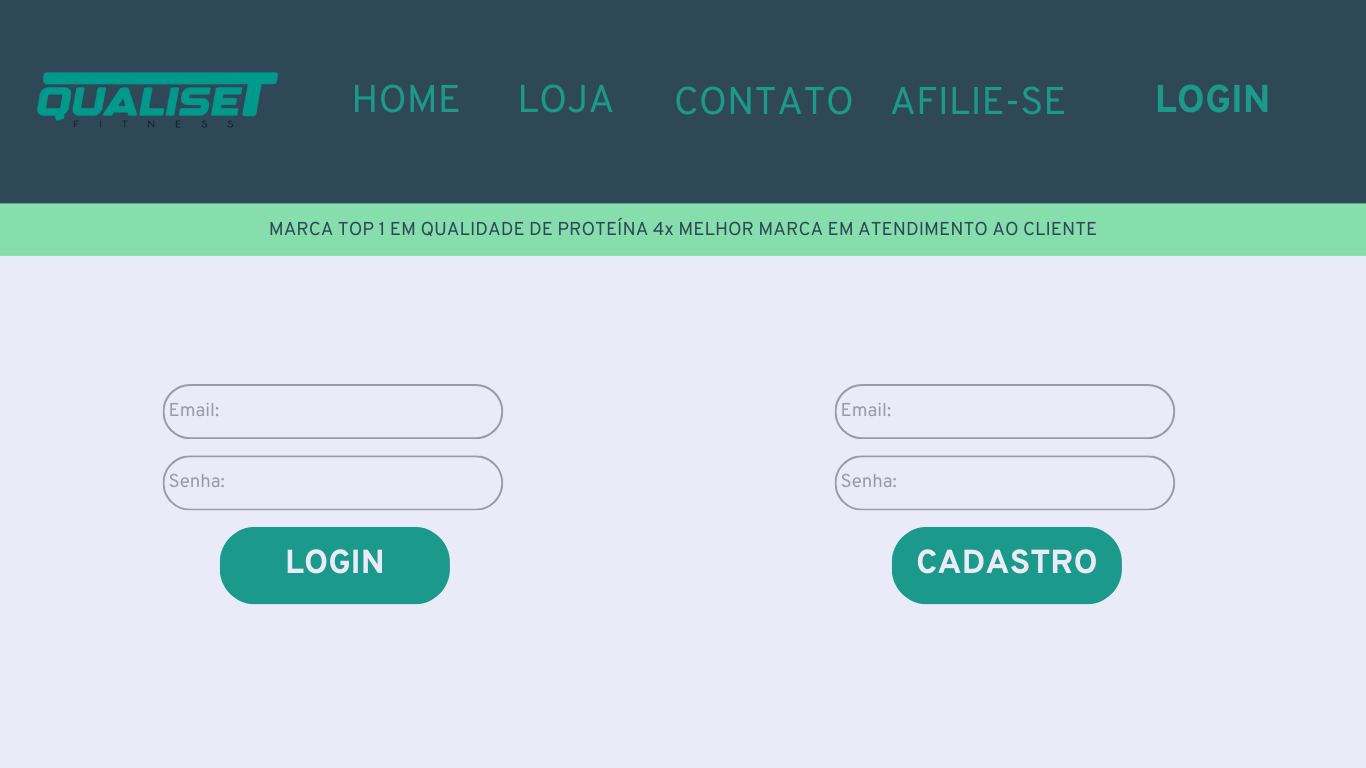 QUALISET
FITNESS
HOME LOJA CONTATO AFILIE-SE LOGIN
MARCA TOP 1 EM QUALIDADE DE PROTEÍNA 4x MELHOR MARCA EM ATENDIMENTO AO CLIENTE
Email:
Senha:
LOGIN
Email:
Senha:
CADASTRO